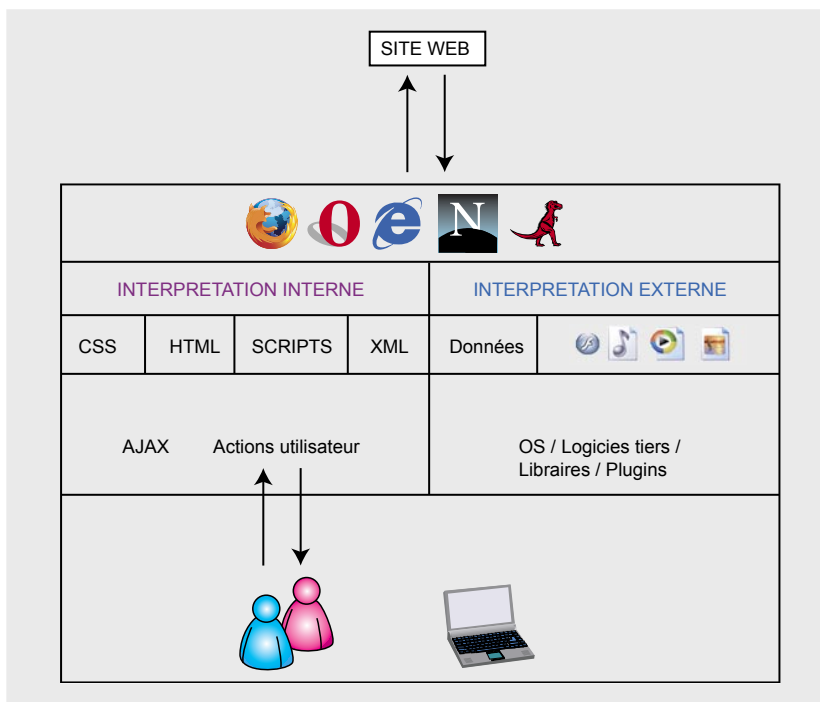 SITE WEB
N
INTERPRETATION INTERNE
INTERPRETATION EXTERNE
CSS
HTML
SCRIPTS
XML
Données
AJAX
Actions utilisateur
OS / Logicies tiers /
Libraires / Plugins